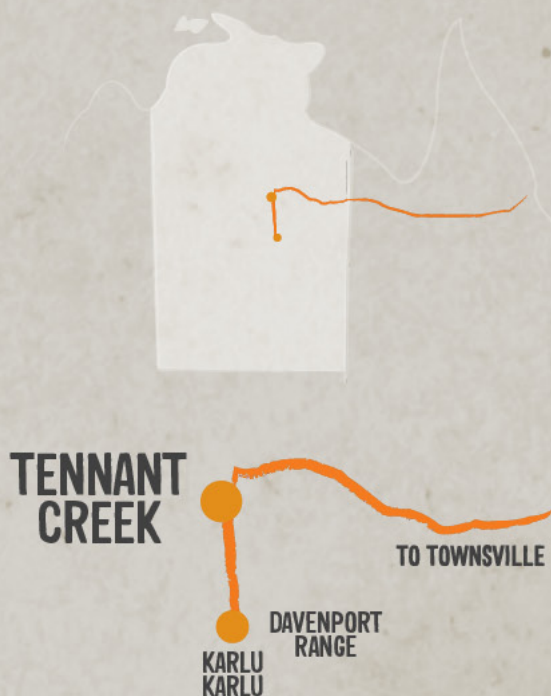 TENNANT
CREEK
TO TOWNSVILLE
DAVENPORT
RANGE
KARLU
KARLU